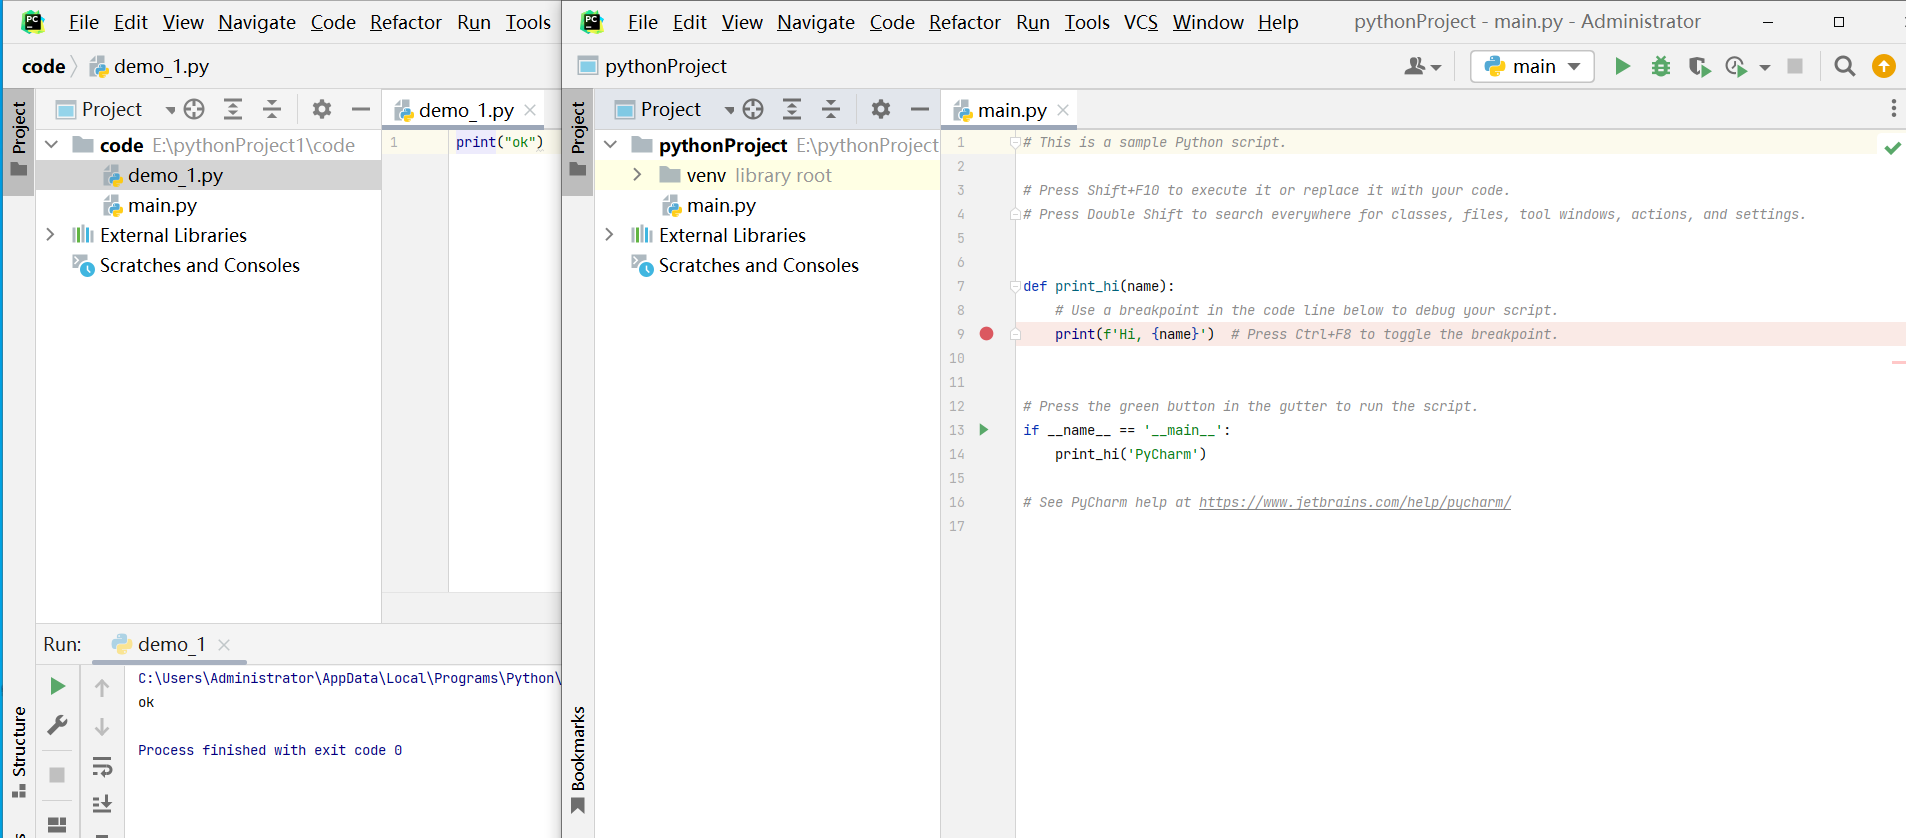 File Edit View Navigate Code Refactor Run Tools
code demo_1.py
Project
demo_1.py
Project
code E:\pythonProject1\code
demo_1.py
main.py
External Libraries
Scratches and Consoles
1 print("ok")
Run: demo_1
C:\Users\Administrator\AppData\Local\Programs\Python\
ok
Process finished with exit code 0
Structure
PC File Edit View Navigate Code Refactor Run Tools VCS Window Help pythonProject - main.py - Administrator
pythonProject
main
Project
main.py
Project
pythonProject E:\pythonProject
venv library root
main.py
External Libraries
Scratches and Consoles
Bookmarks
1 # This is a sample Python script.
2
3 # Press Shift+F10 to execute it or replace it with your code.
4 # Press Double Shift to search everywhere for classes, files, tool windows, actions, and settings.
5
6
7 def print_hi(name):
8 # Use a breakpoint in the code line below to debug your script.
9 print(f'Hi, {name}') # Press Ctrl+F8 to toggle the breakpoint.
10
11
12 # Press the green button in the gutter to run the script.
13 if __name__ == '__main__':
14 print_hi('PyCharm')
15
16 # See PyCharm help at https://www.jetbrains.com/help/pycharm/
17